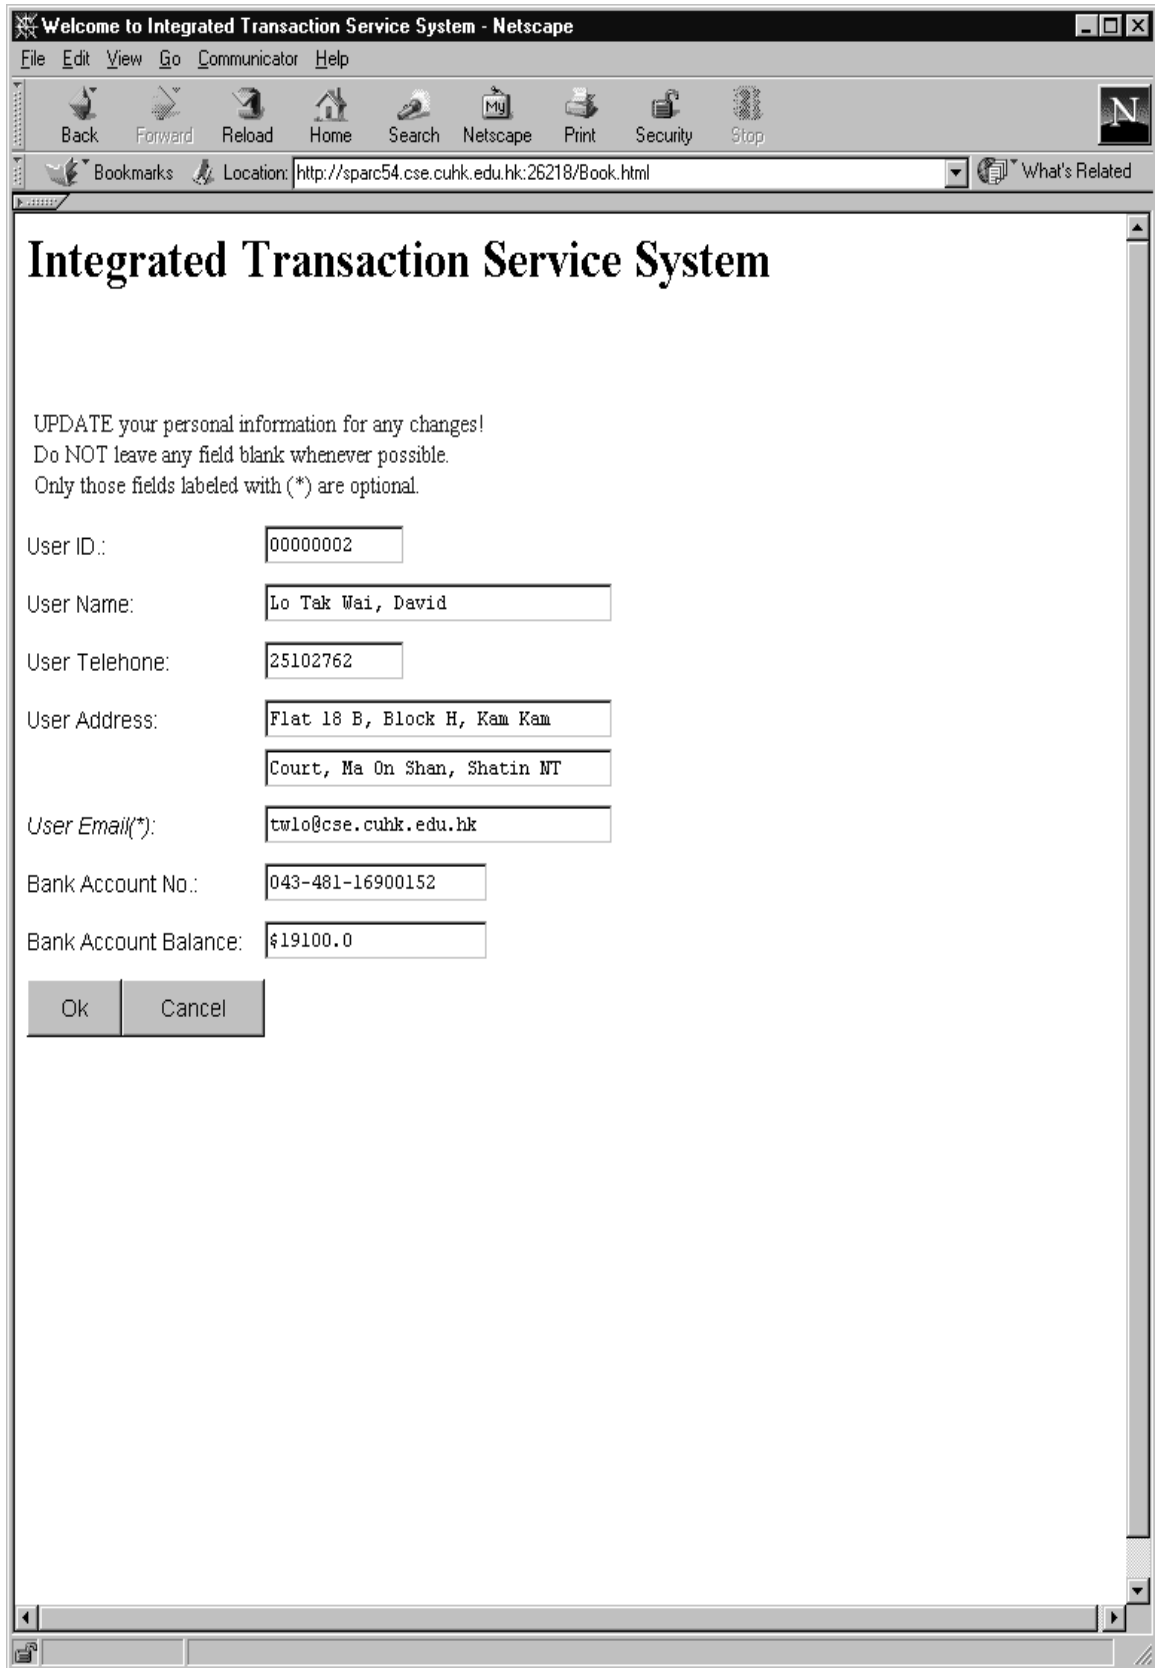 Welcome to Integrated Transaction Service System - Netscape
File Edit View Go Communicator Help
My N
Back Forward Reload Home Search Netscape Print Security Stop
Bookmarks Location: http://sparc54.cse.cuhk.edu.hk:26218/Book.html What's Related
Integrated Transaction Service System
UPDATE your personal information for any changes!
Do NOT leave any field blank whenever possible.
Only those fields labeled with (*) are optional.
User ID.: 00000002
User Name: Lo Tak Wai, David
User Telehone: 25102762
User Address: Flat 18 B, Block H, Kam Kam
Court, Ma On Shan, Shatin NT
User Email(*): twlo@cse.cuhk.edu.hk
Bank Account No.: 043-481-16900152
Bank Account Balance: $19100.0
Ok Cancel